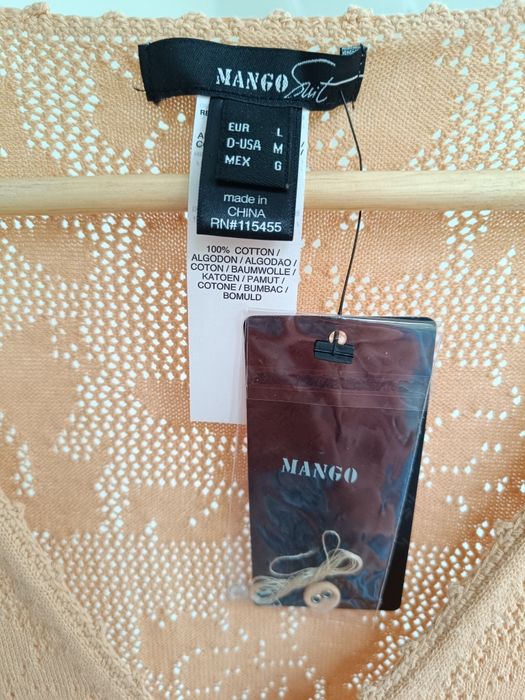 MANGO Suit
EUR L
D-USA M
MEX G
made in
CHINA
RN#115455
100% COTTON /
ALGODON / ALGODÃO /
COTON / BAUMWOLLE /
KATOEN / PAMUT /
COTONE / BUMBAC /
BOMULD
MANGO